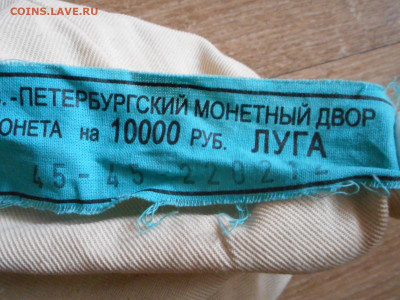 COINS.LAVE.RU
.-ПЕТЕРБУРГСКИЙ МОНЕТНЫЙ ДВОР
ОНЕТА на 10000 РУБ. ЛУГА
45-45